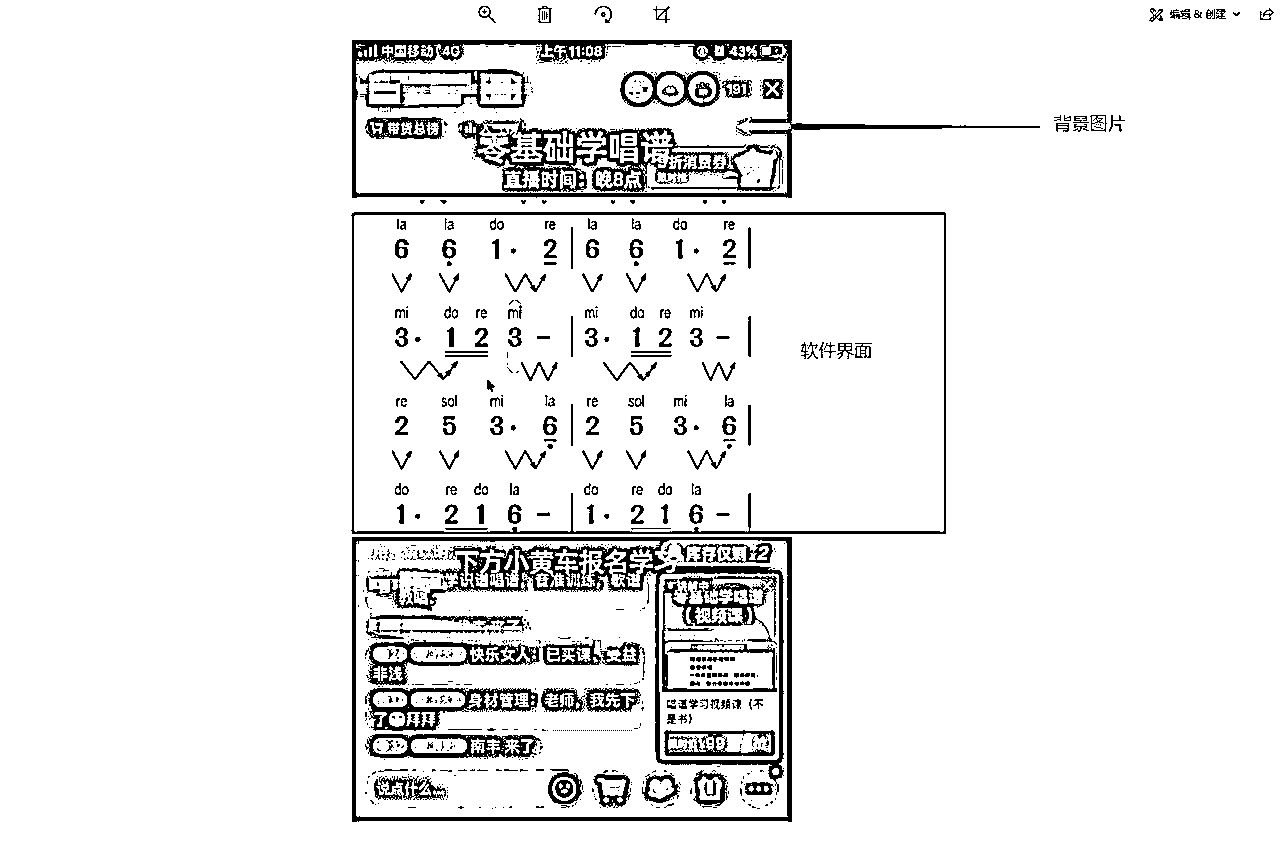 编辑 & 创建
中国移动 4G 上午11:08 43%
191
带货总榜
背景图片
零基础学唱谱
折消费券
直播时间：晚8点
la la do re la la do re
6 6 1· 2 6 6 1· 2
mi do re mi mi do re mi
3· 1 2 3 - 3· 1 2 3 -
软件界面
re sol mi la re sol mi la
2 5 3· 6 2 5 3· 6
do re do la do re do la
1· 2 1 6 - 1· 2 1 6 -
下方小黄车报名学
库存仅剩:2
学识谱唱谱，音准训练，歌谱
零基础学唱谱
视频课
快乐女人：已买课，受益
非浅
身材管理：老师，我先下
了 拜拜
唱谱学习视频课（不
是书）
南丰 来了
说点什么...